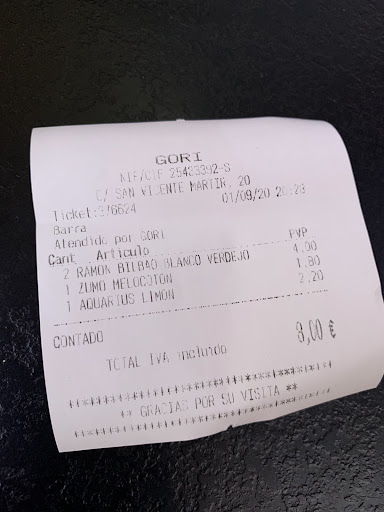 GORI
NIF/CIF 25433392-S
C/ SAN VICENTE MARTIR, 20
Ticket:376624 01/09/20 20:23
Barra
Atendido por GORI
Cant Articulo PVP
2 RAMON BILBAO BLANCO VERDEJO 4,00
1 ZUMO MELOCOTON 1,80
1 AQUARIUS LIMON 2,20
CONTADO 8,00 €
TOTAL IVA incluido
** GRACIAS POR SU VISITA **